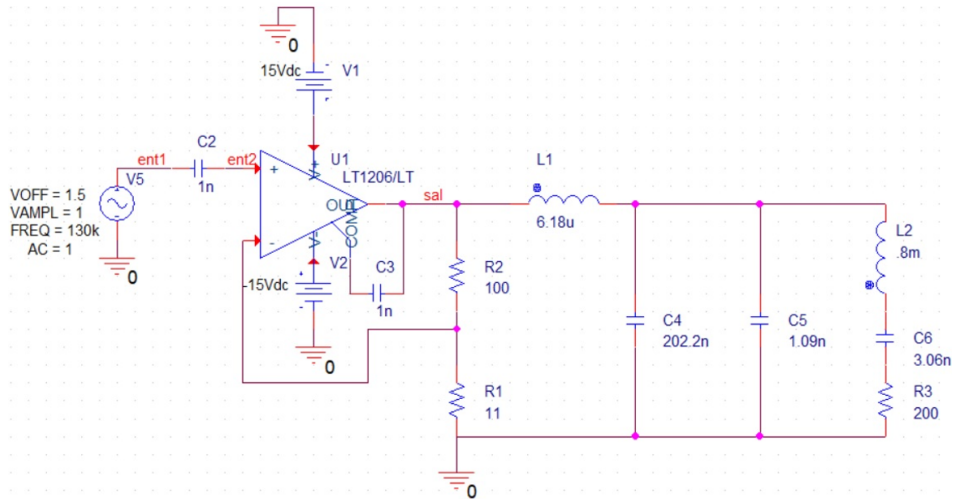 0
15Vdc
V1
C2
ent1
ent2
1n
V5
VOFF = 1.5
VAMPL = 1
FREQ = 130k
AC = 1
0
+
-
U1
LT1206/LT
V+
OUT
COMP
V-
V2
-15Vdc
0
C3
1n
sal
R2
100
R1
11
0
L1
6.18u
C4
202.2n
C5
1.09n
L2
.8m
C6
3.06n
R3
200